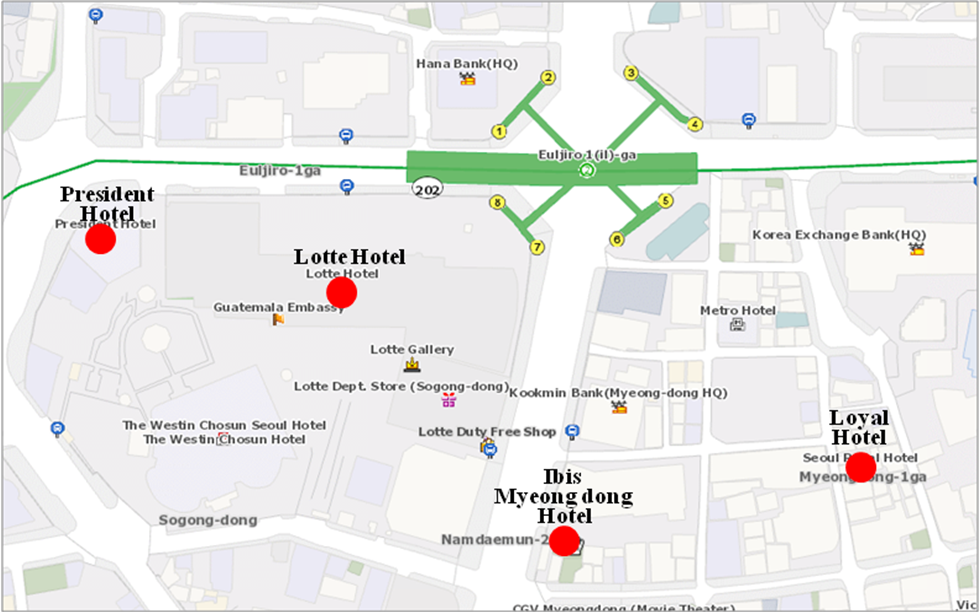 Hana Bank(HQ)
2
3
1
4
Euljiro 1(il)-ga
2
Euljiro-1ga
202
President
Hotel
President Hotel
8
5
7
6
Korea Exchange Bank(HQ)
Lotte Hotel
Lotte Hotel
Guatemala Embassy
Metro Hotel
Lotte Gallery
Lotte Dept. Store (Sogong-dong)
Kookmin Bank(Myeong-dong HQ)
The Westin Chosun Seoul Hotel
The Westin Chosun Hotel
Lotte Duty Free Shop
Loyal
Hotel
Seoul Hotel
Myeong-dong-1ga
Ibis
Myeong dong
Hotel
Sogong-dong
Namdaemun-2
CGV Myeongdong (Movie Theater)